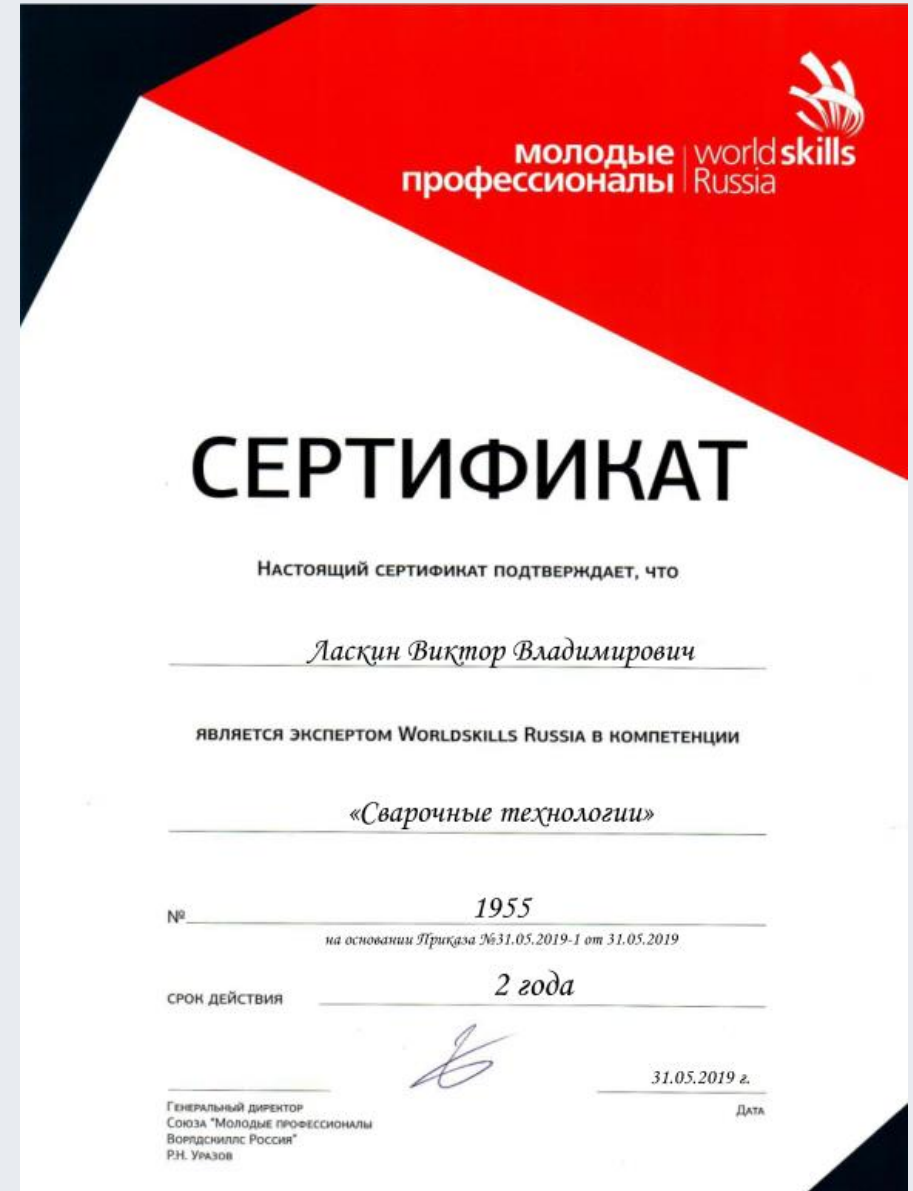 молодые профессионалы
world skills Russia
СЕРТИФИКАТ
Настоящий сертификат подтверждает, что
Ласкин Виктор Владимирович
является экспертом Worldskills Russia в компетенции
«Сварочные технологии»
№ 1955
на основании Приказа №31.05.2019-1 от 31.05.2019
срок действия 2 года
31.05.2019 г.
Дата
Генеральный директор
Союза "Молодые профессионалы
Ворлдскиллс Россия"
Р.Н. Уразов